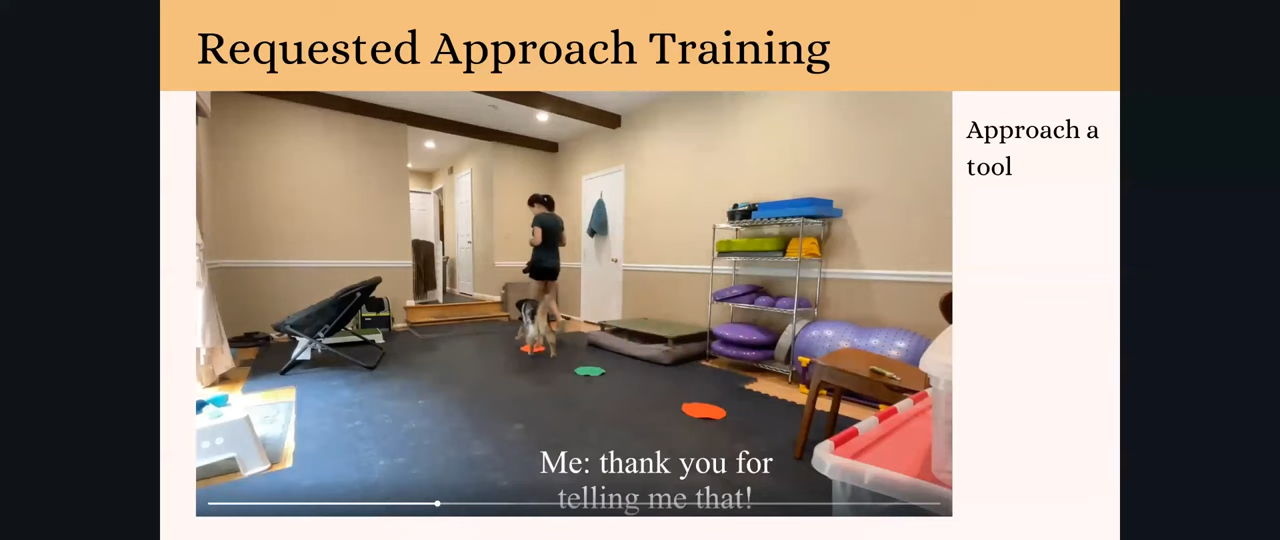 Requested Approach Training
Approach a
tool
Me: thank you for
telling me that!